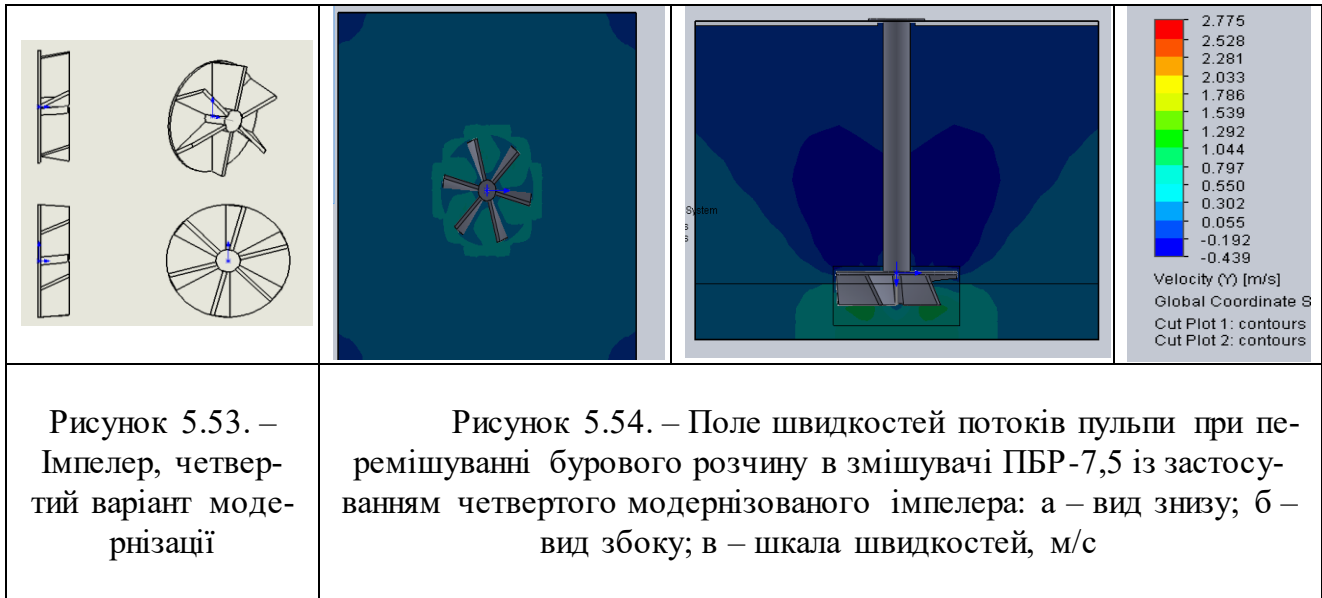 2.775
2.528
2.281
2.033
1.786
1.539
1.292
1.044
0.797
0.550
0.302
0.055
-0.192
-0.439
Velocity (Y) [m/s]
Global Coordinate S
Cut Plot 1: contours
Cut Plot 2: contours
System
s
s
Рисунок 5.53. –
Імпелер, четвер-
тий варіант моде-
рнізації
Рисунок 5.54. – Поле швидкостей потоків пульпи при пе-
ремішуванні бурового розчину в змішувачі ПБР-7,5 із застосу-
ванням четвертого модернізованого імпелера: а – вид знизу; б –
вид збоку; в – шкала швидкостей, м/с